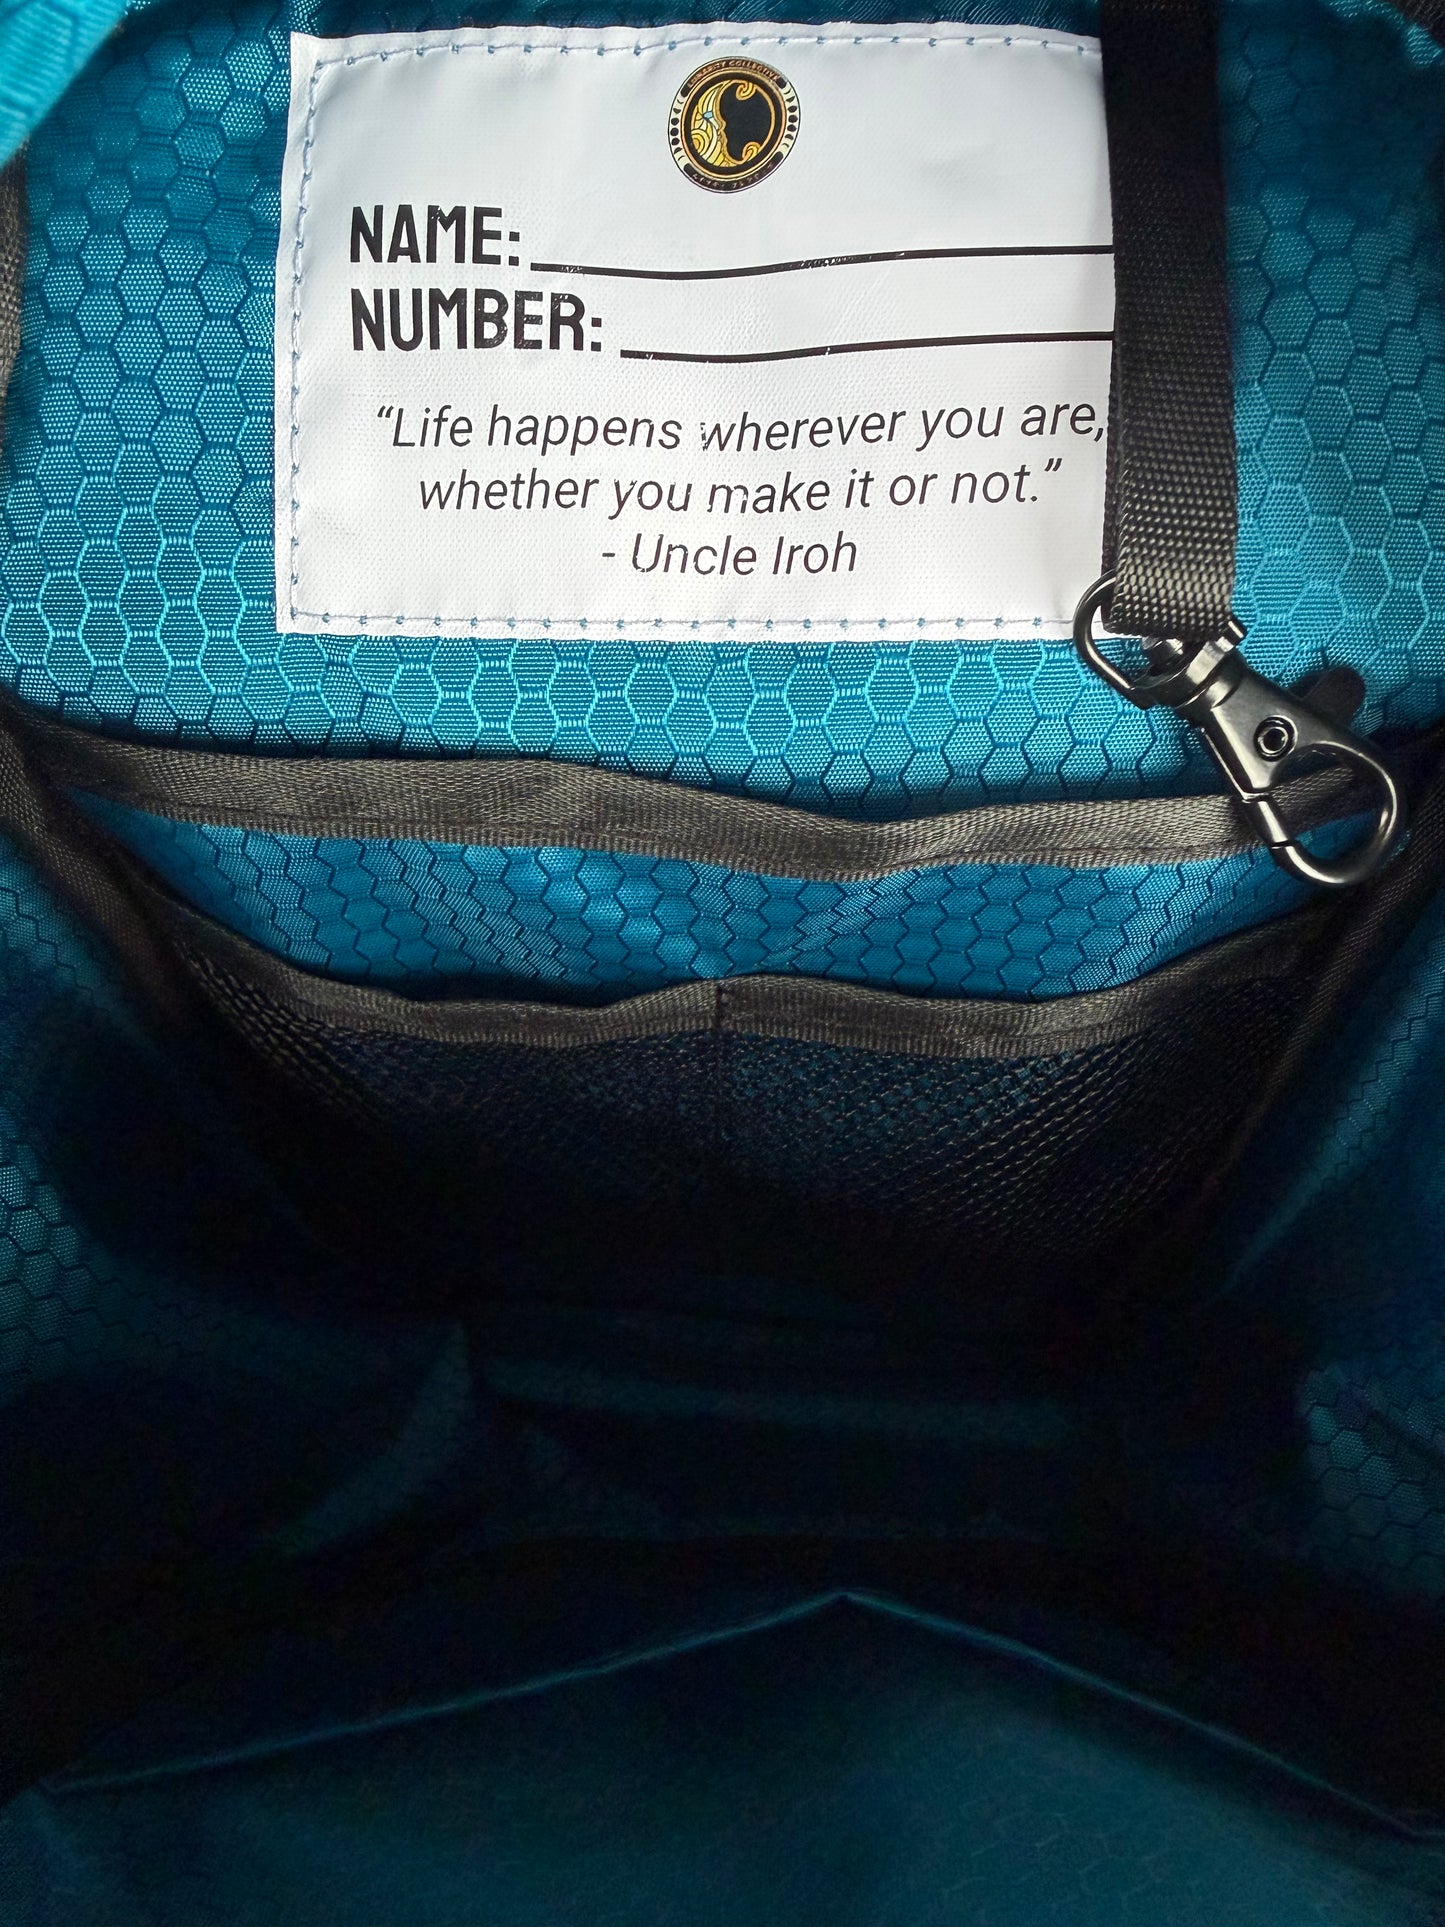 NAME:
NUMBER:
“Life happens wherever you are,
whether you make it or not.”
- Uncle Iroh